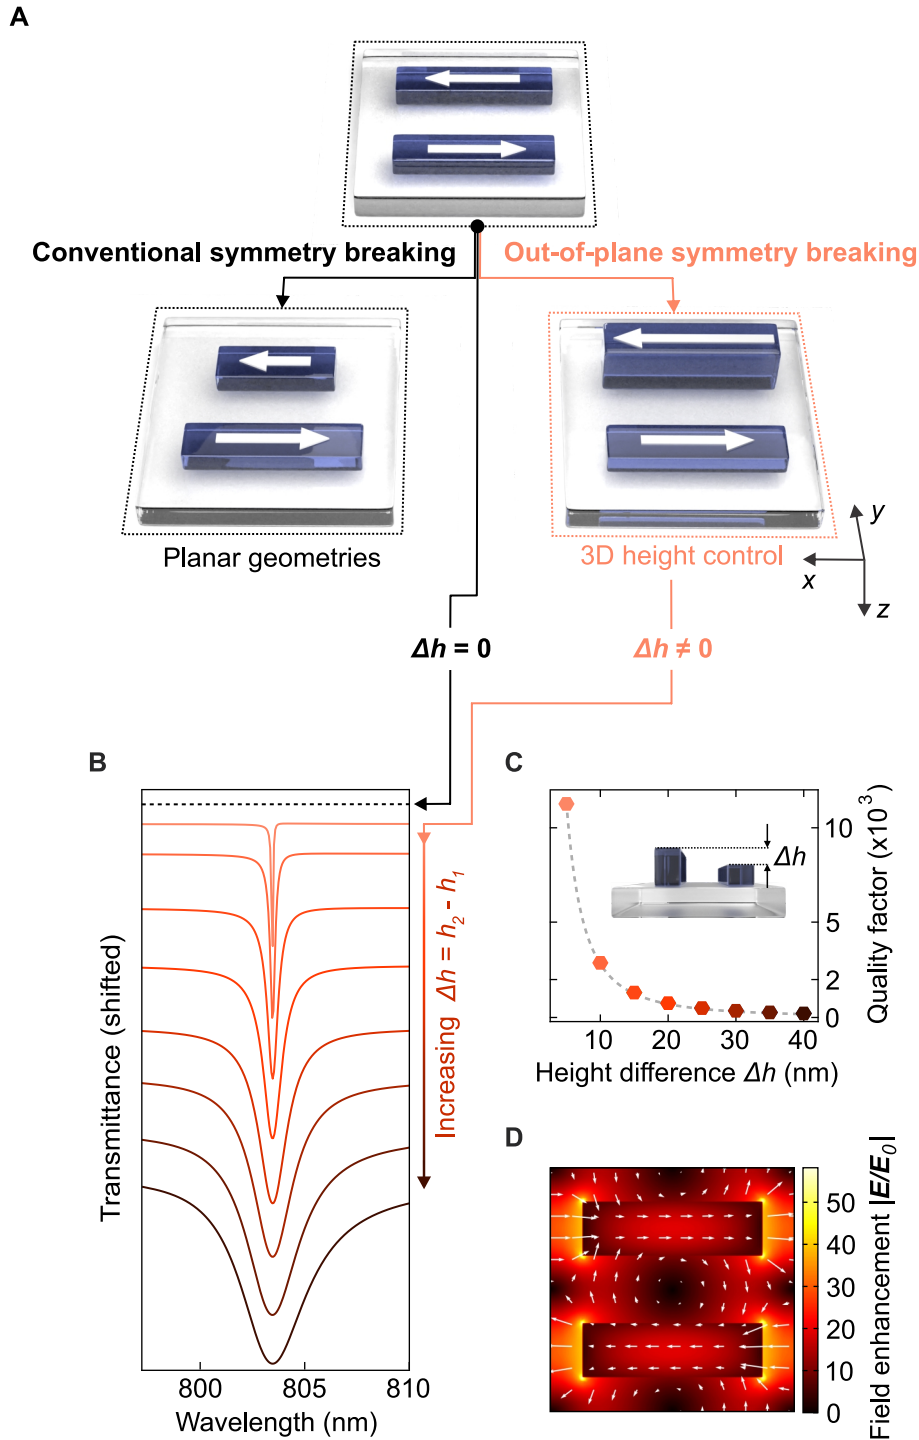 A
Conventional symmetry breaking
Out-of-plane symmetry breaking
Planar geometries
3D height control
y
x
z
Δh = 0
Δh ≠ 0
B
Transmittance (shifted)
Increasing Δh = h2 - h1
800
805
810
Wavelength (nm)
C
Δh
10
5
2
0
Quality factor (x10^3)
10
20
30
40
Height difference Δh (nm)
D
50
40
30
20
10
0
Field enhancement |E/E0|